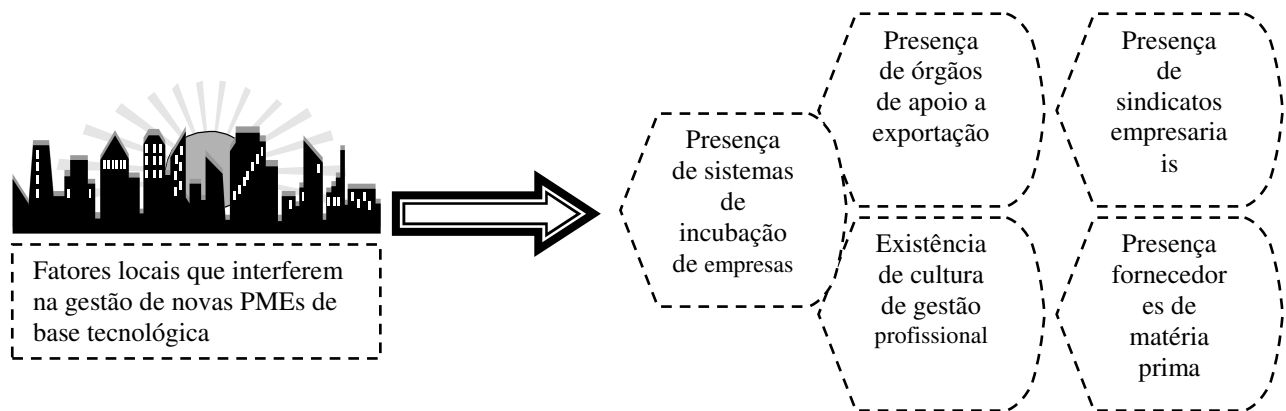 Fatores locais que interferem
na gestão de novas PMEs de
base tecnológica
Presença
de sistemas
de
incubação
de empresas
Presença
de órgãos
de apoio a
exportação
Existência
de cultura
de gestão
profissional
Presença
de
sindicatos
empresaria
is
Presença
fornecedor
es de
matéria
prima